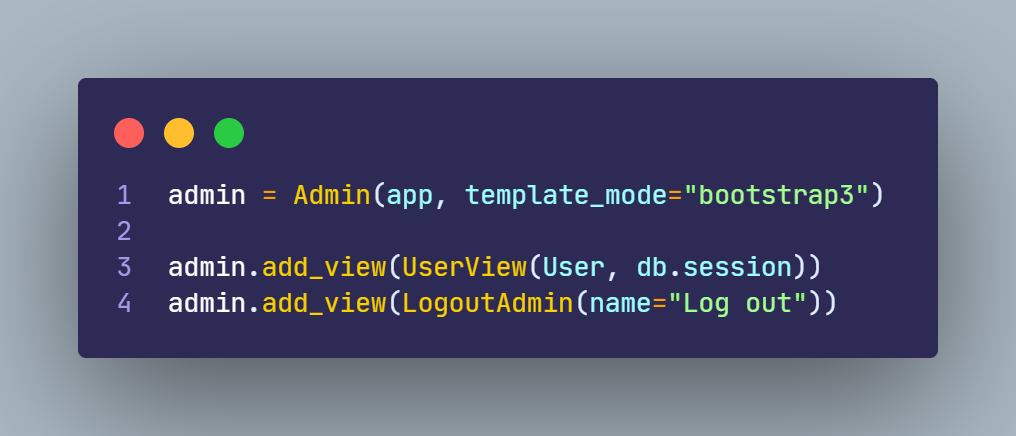 1 admin = Admin(app, template_mode="bootstrap3")
2
3 admin.add_view(UserView(User, db.session))
4 admin.add_view(LogoutAdmin(name="Log out"))